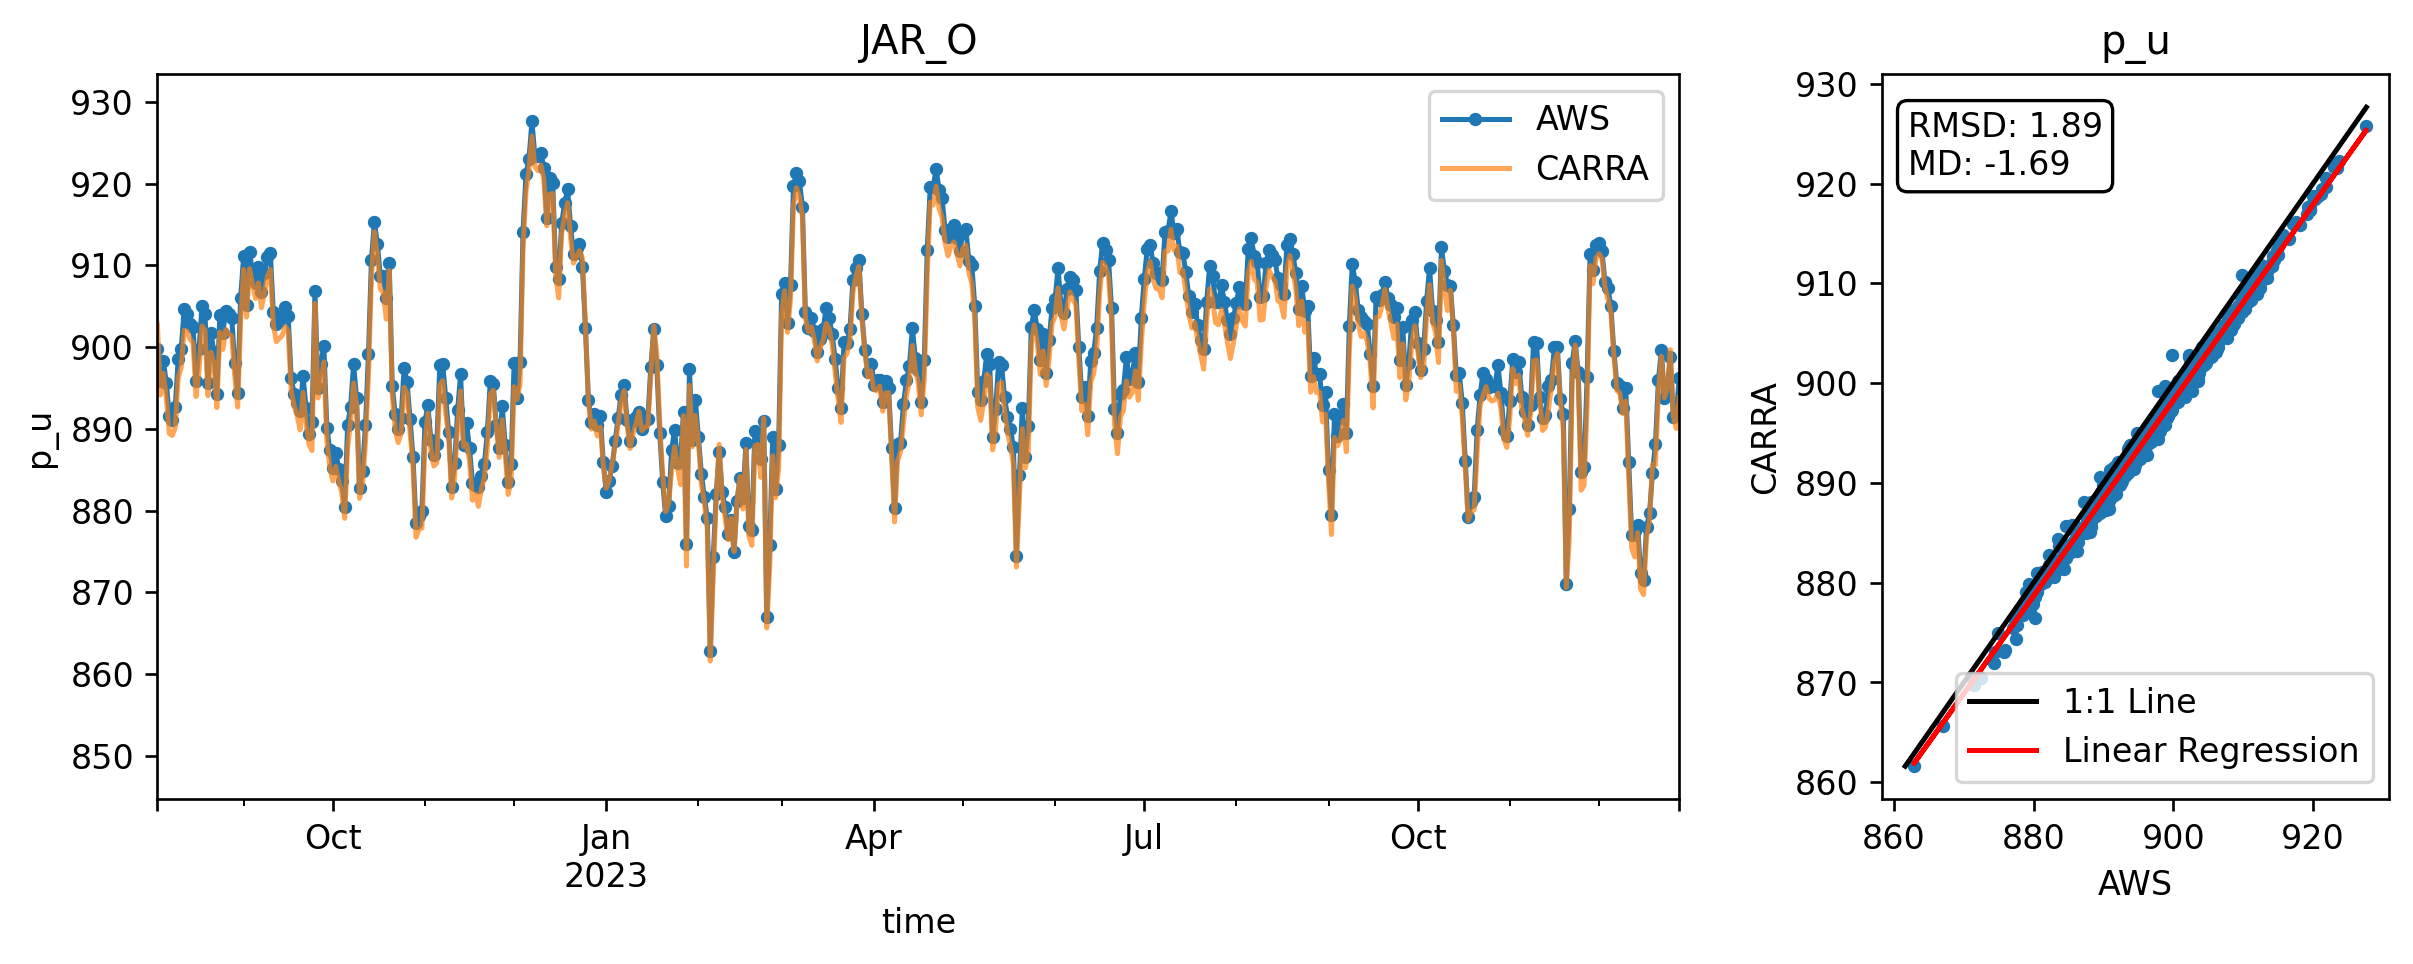 JAR_O
930
920
910
900
890
880
870
860
850
p_u
AWS
CARRA
Oct
Jan
2023
Apr
Jul
Oct
time
p_u
930
920
910
900
890
880
870
860
CARRA
RMSD: 1.89
MD: -1.69
1:1 Line
Linear Regression
860
880
900
920
AWS